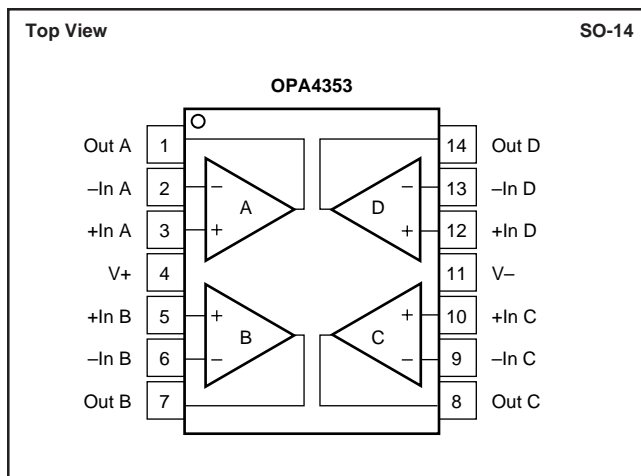 Top View SO-14
OPA4353
Out A 1 14 Out D
–In A 2 – – 13 –In D
A D
+In A 3 + + 12 +In D
V+ 4 11 V–
+In B 5 + + 10 +In C
B C
–In B 6 – – 9 –In C
Out B 7 8 Out C